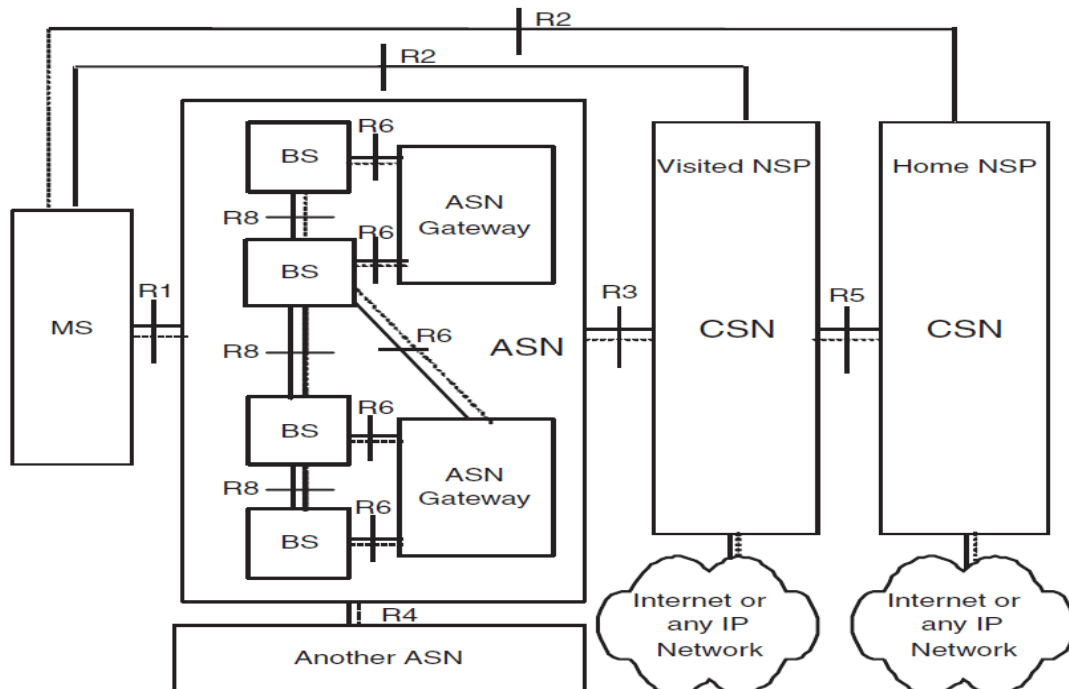 R2
R2
R6
BS
Visited NSP
Home NSP
ASN
Gateway
R8
R6
BS
R1
R3
R5
MS
R6
ASN
CSN
CSN
R8
R6
BS
ASN
Gateway
R8
R6
BS
Internet or
any IP
Network
Internet or
any IP
Network
R4
Another ASN